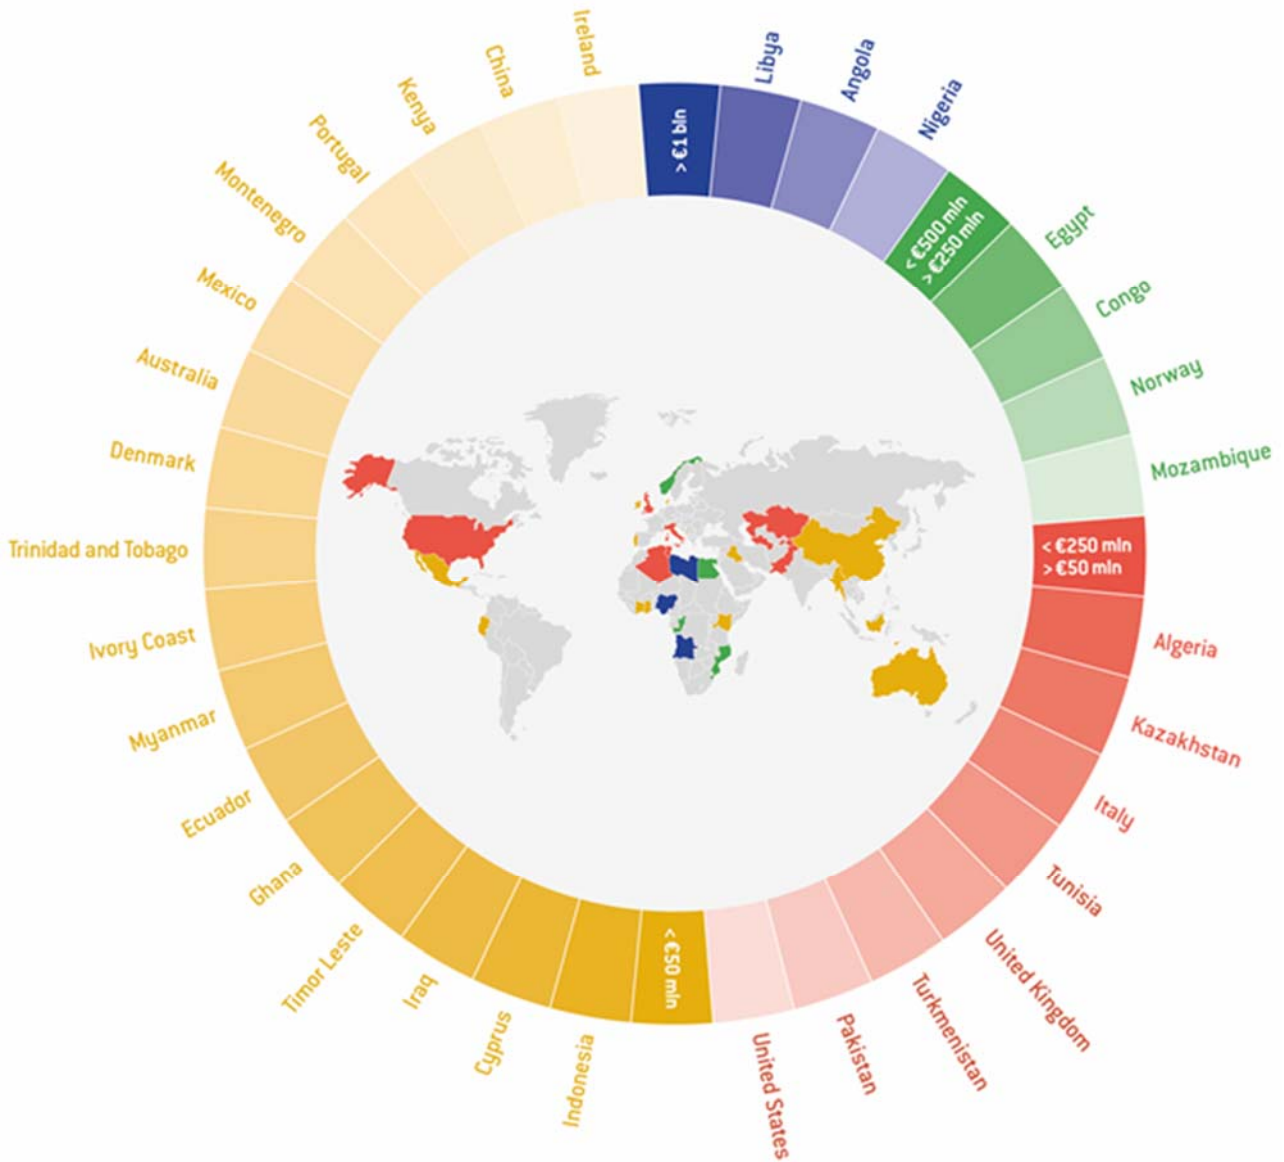 > €1 bln
Libya
Angola
Nigeria
< €500 mln
> €250 mln
Egypt
Congo
Norway
Mozambique
< €250 mln
> €50 mln
Algeria
Kazakhstan
Italy
Tunisia
United Kingdom
Turkmenistan
Pakistan
United States
< €50 mln
Indonesia
Cyprus
Iraq
Timor Leste
Ghana
Ecuador
Myanmar
Ivory Coast
Trinidad and Tobago
Denmark
Australia
Mexico
Montenegro
Portugal
Kenya
China
Ireland